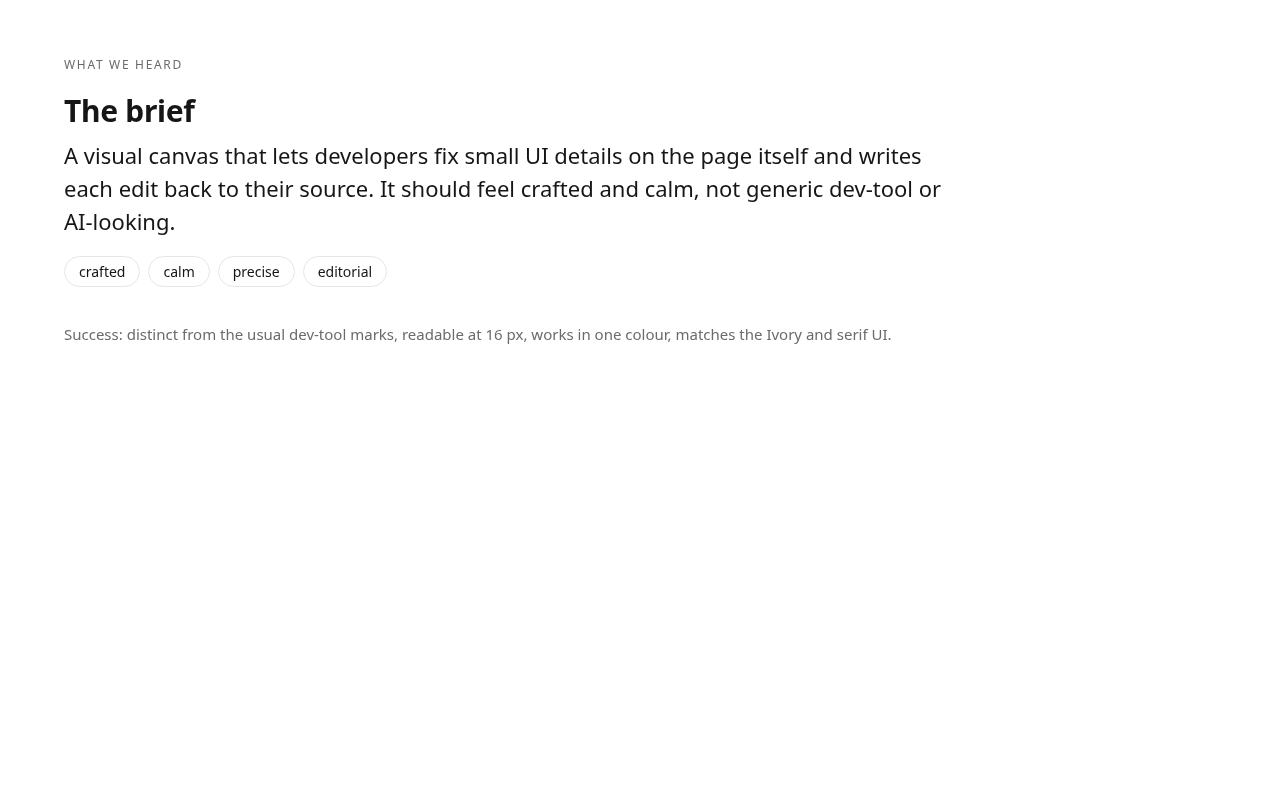 WHAT WE HEARD
The brief
A visual canvas that lets developers fix small UI details on the page itself and writes
each edit back to their source. It should feel crafted and calm, not generic dev-tool or
AI-looking.
crafted calm precise editorial
Success: distinct from the usual dev-tool marks, readable at 16 px, works in one colour, matches the Ivory and serif UI.